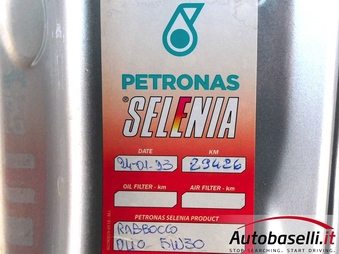 PETRONAS
SELENIA
DATE KM
24-01-23 29426
OIL FILTER - km AIR FILTER - km
PETRONAS SELENIA PRODUCT
RABBOCCO
OLIO 5W30
Autobaselli.it
STOP SEARCHING. START DRIVING.